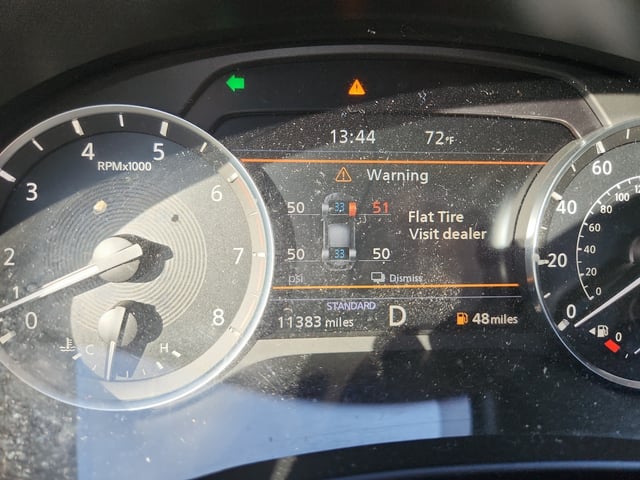 13:44 72°F
Warning
50 33 51
Flat Tire
Visit dealer
50 33 50
psi Dismiss
STANDARD
11383 miles D 48miles
RPMx1000
0 1 2 3 4 5 6 7 8
C H
0 20 40 60
0 20 40 60 80 100
0